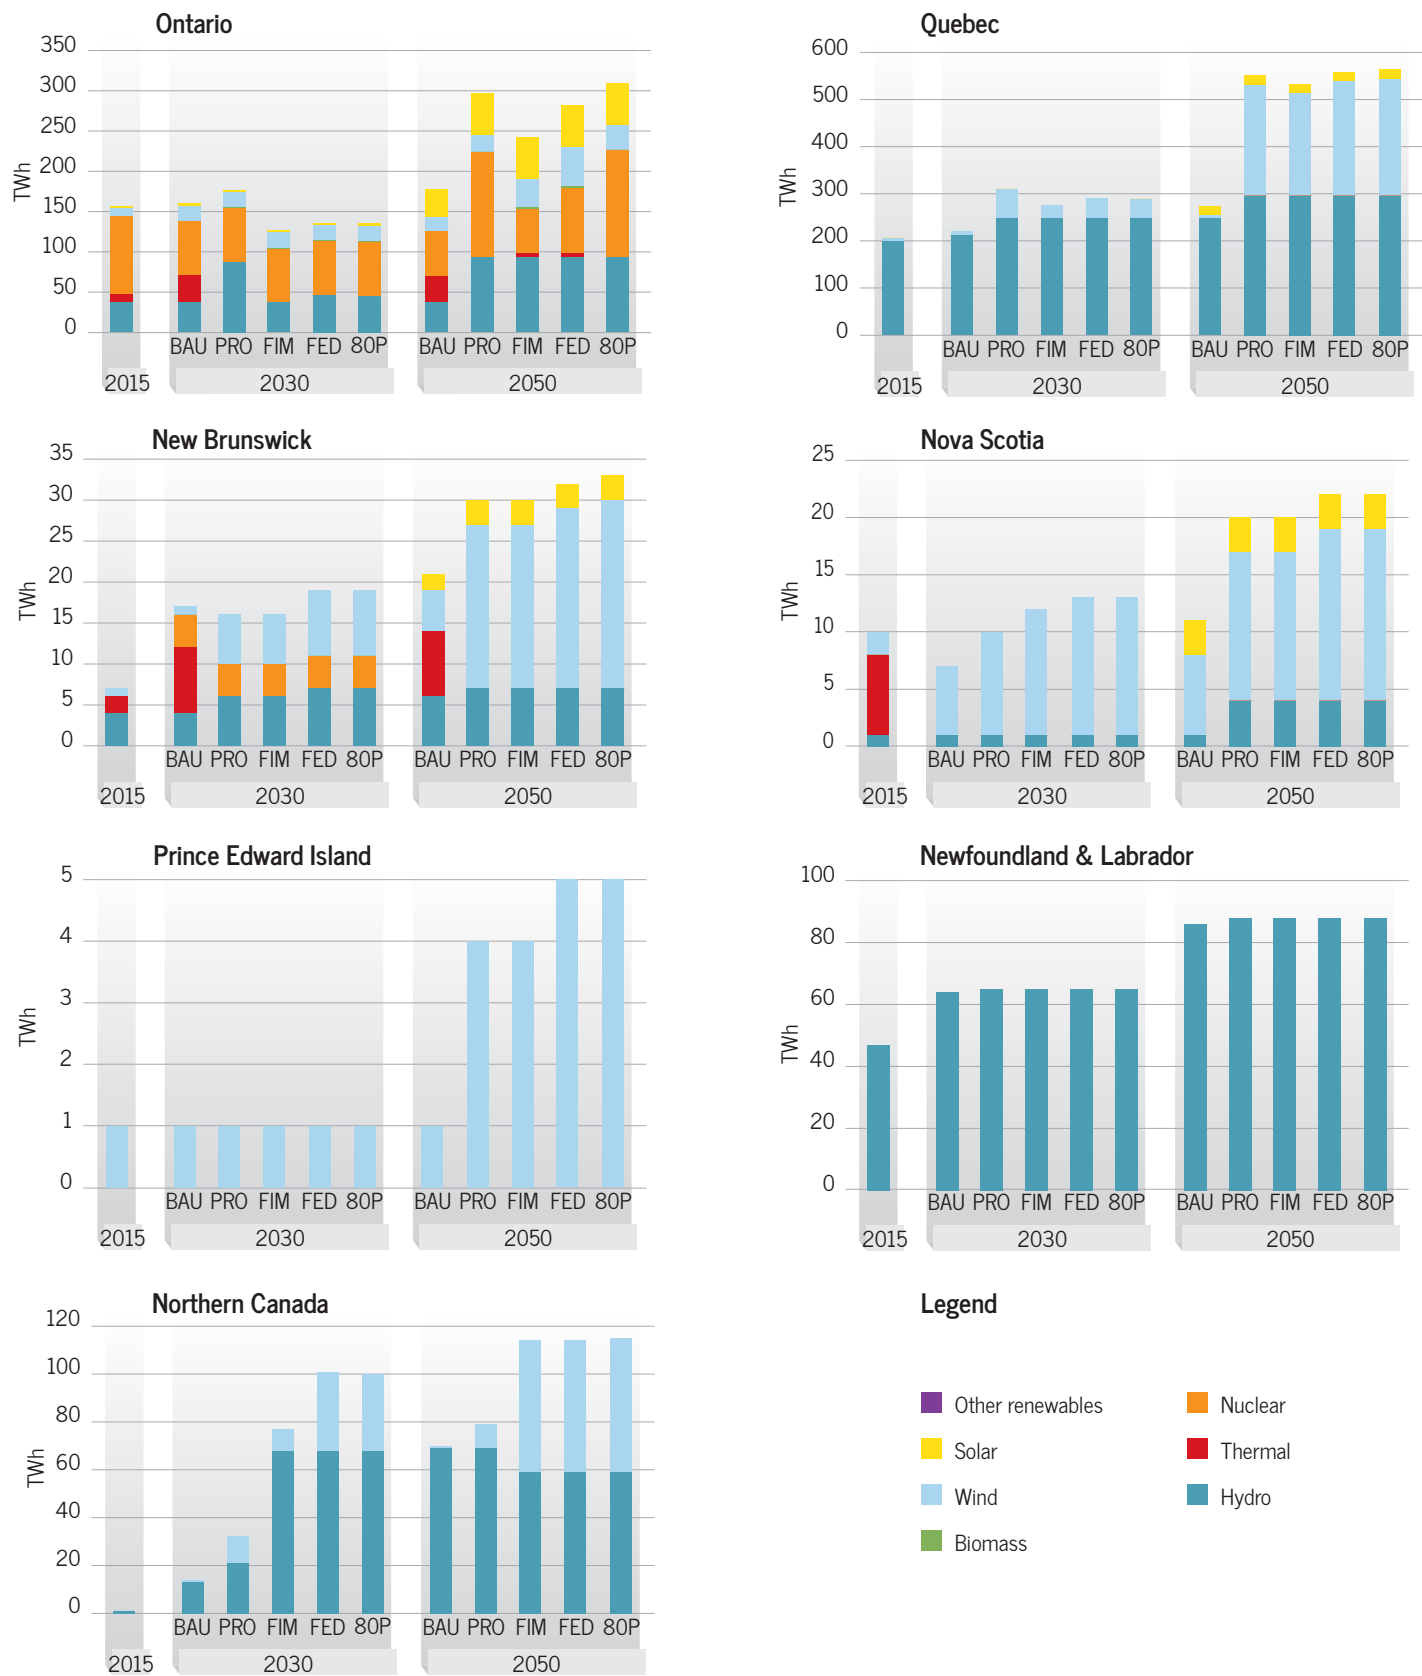 Ontario
350
300
250
200
150
100
50
0
TWh
BAU PRO FIM FED 80P
BAU PRO FIM FED 80P
2015
2030
2050
Quebec
600
500
400
300
200
100
0
TWh
BAU PRO FIM FED 80P
BAU PRO FIM FED 80P
2015
2030
2050
New Brunswick
35
30
25
20
15
10
5
0
TWh
BAU PRO FIM FED 80P
BAU PRO FIM FED 80P
2015
2030
2050
Nova Scotia
25
20
15
10
5
0
TWh
BAU PRO FIM FED 80P
BAU PRO FIM FED 80P
2015
2030
2050
Prince Edward Island
5
4
3
2
1
0
TWh
BAU PRO FIM FED 80P
BAU PRO FIM FED 80P
2015
2030
2050
Newfoundland & Labrador
100
80
60
40
20
0
TWh
BAU PRO FIM FED 80P
BAU PRO FIM FED 80P
2015
2030
2050
Northern Canada
120
100
80
60
40
20
0
TWh
BAU PRO FIM FED 80P
BAU PRO FIM FED 80P
2015
2030
2050
Legend
Other renewables
Solar
Wind
Biomass
Nuclear
Thermal
Hydro